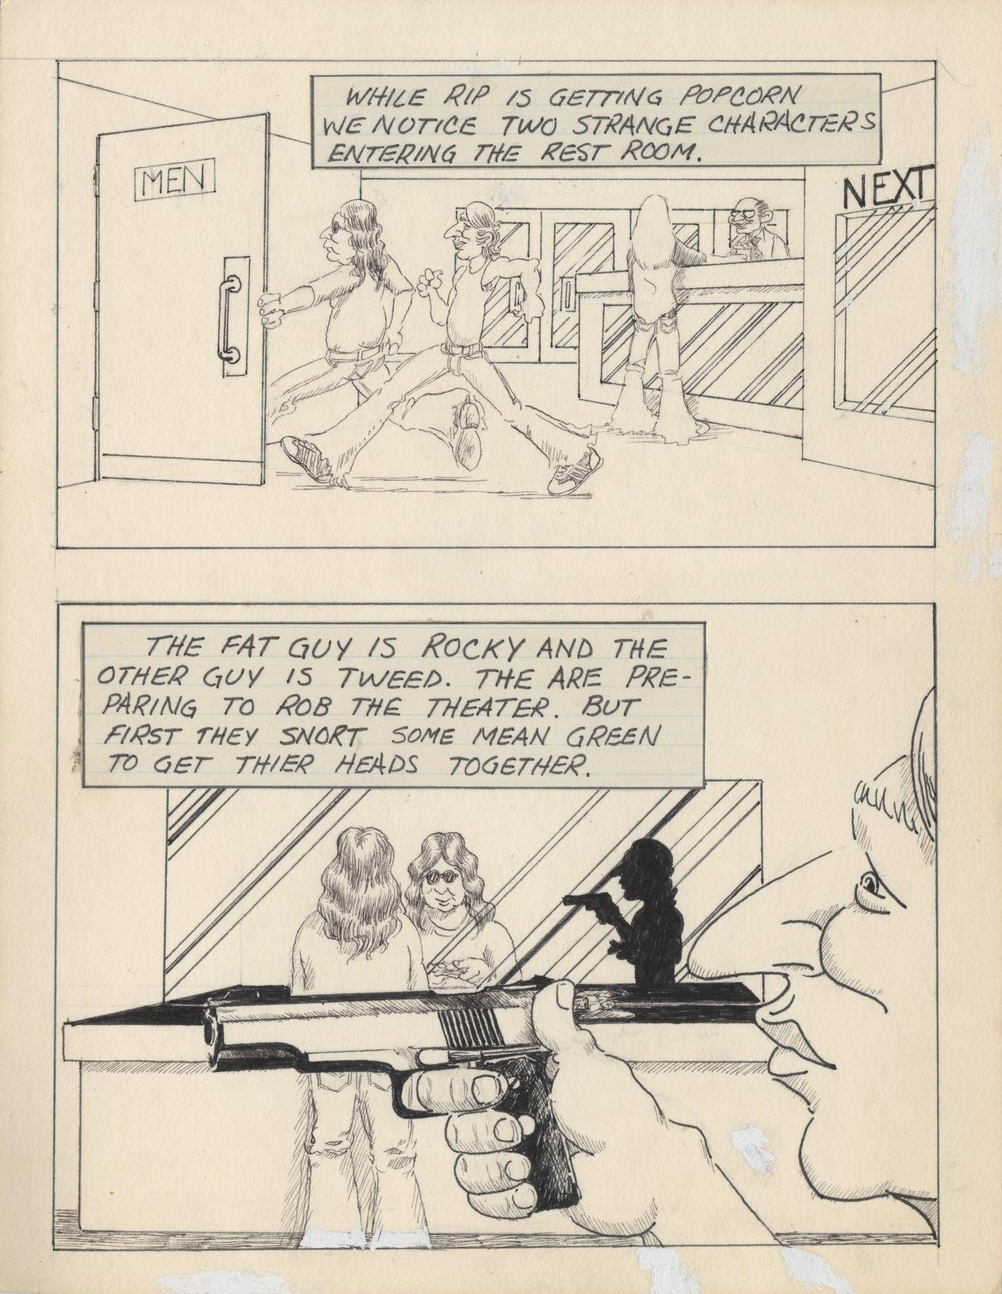 WHILE RIP IS GETTING POPCORN
WE NOTICE TWO STRANGE CHARACTERS
ENTERING THE REST ROOM.
MEN
NEXT
THE FAT GUY IS ROCKY AND THE
OTHER GUY IS TWEED. THE ARE PRE-
PARING TO ROB THE THEATER. BUT
FIRST THEY SNORT SOME MEAN GREEN
TO GET THIER HEADS TOGETHER.